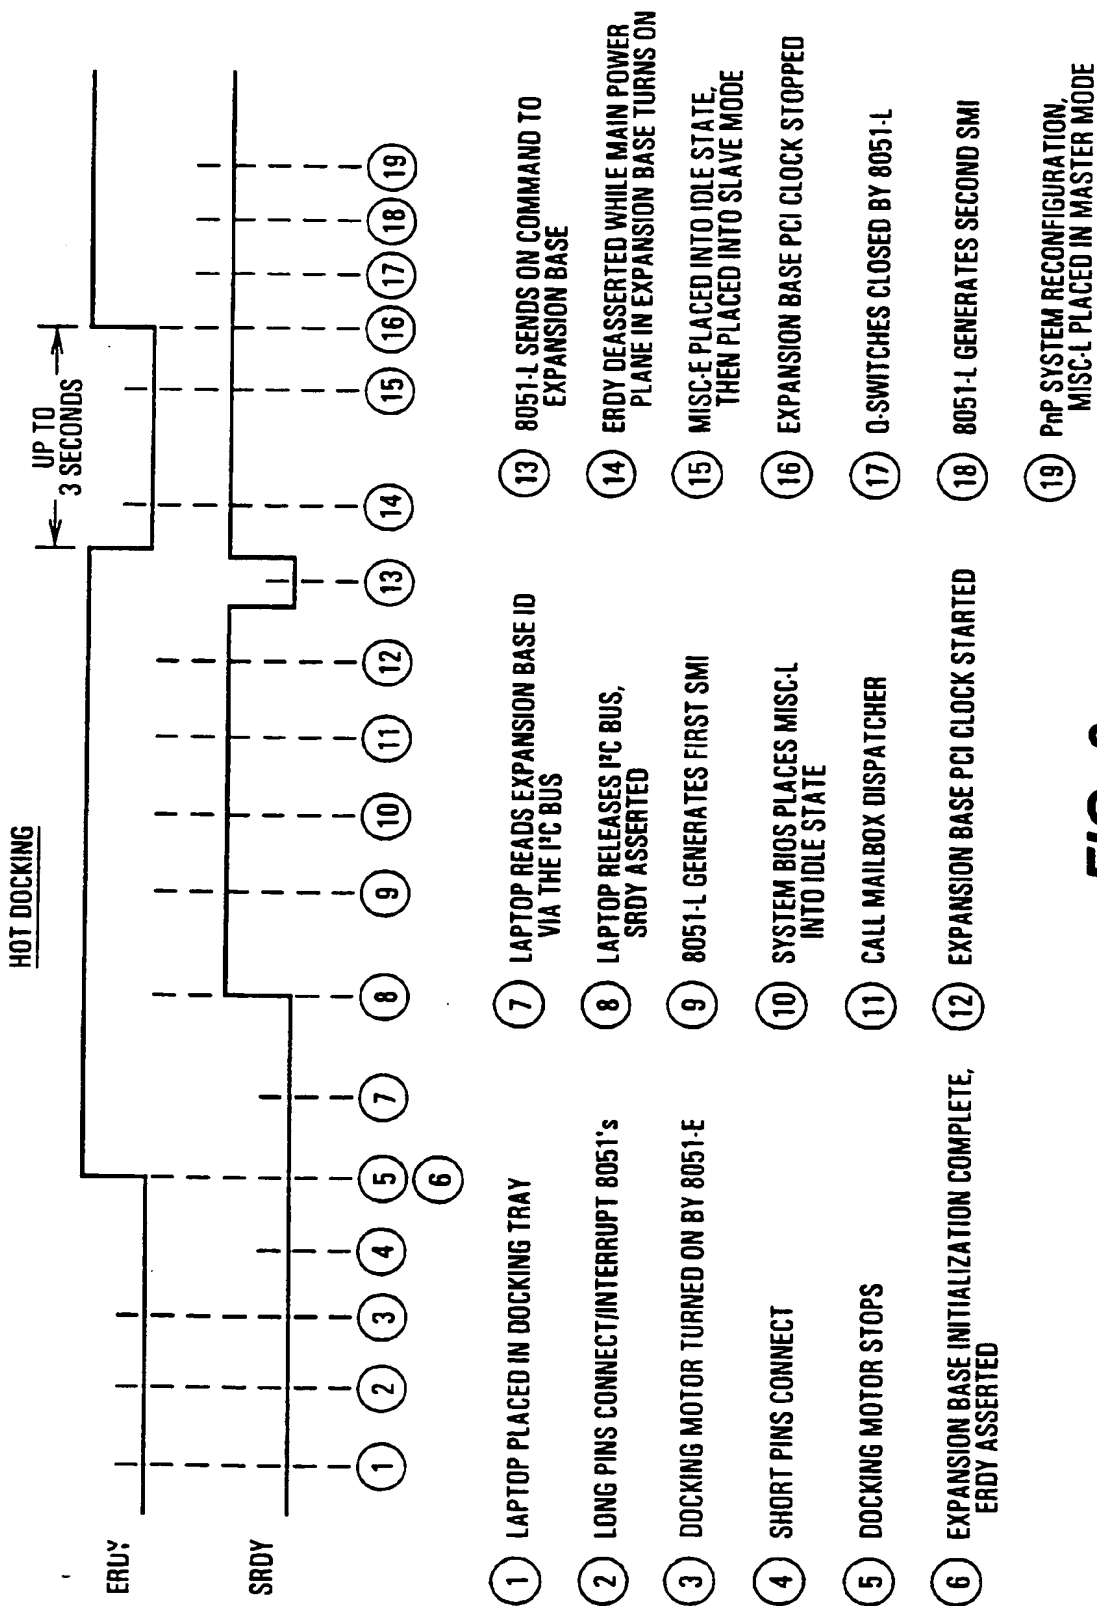 HOT DOCKING
UP TO
3 SECONDS
ERDY
SRDY
1 2 3 4 5 7 8 9 10 11 12 13 14 15 16 17 18 19
6
1 LAPTOP PLACED IN DOCKING TRAY
2 LONG PINS CONNECT/INTERRUPT 8051's
3 DOCKING MOTOR TURNED ON BY 8051-E
4 SHORT PINS CONNECT
5 DOCKING MOTOR STOPS
6 EXPANSION BASE INITIALIZATION COMPLETE,
ERDY ASSERTED
7 LAPTOP READS EXPANSION BASE ID
VIA THE I²C BUS
8 LAPTOP RELEASES I²C BUS,
SRDY ASSERTED
9 8051-L GENERATES FIRST SMI
10 SYSTEM BIOS PLACES MISC-L
INTO IDLE STATE
11 CALL MAILBOX DISPATCHER
12 EXPANSION BASE PCI CLOCK STARTED
13 8051-L SENDS ON COMMAND TO
EXPANSION BASE
14 ERDY DEASSERTED WHILE MAIN POWER
PLANE IN EXPANSION BASE TURNS ON
15 MISC-E PLACED INTO IDLE STATE,
THEN PLACED INTO SLAVE MODE
16 EXPANSION BASE PCI CLOCK STOPPED
17 Q-SWITCHES CLOSED BY 8051-L
18 8051-L GENERATES SECOND SMI
19 PnP SYSTEM RECONFIGURATION,
MISC-L PLACED IN MASTER MODE